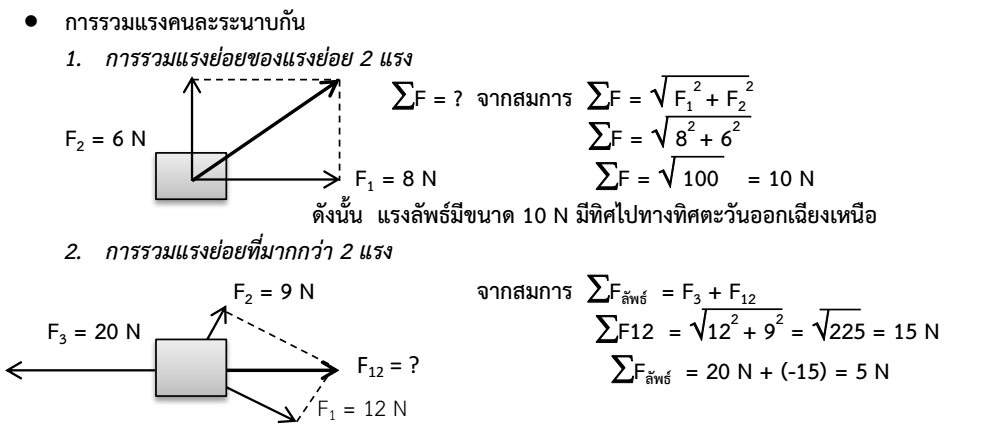 • การรวมแรงคนละระนาบกัน
1. การรวมแรงย่อยของแรงย่อย 2 แรง
∑F = ? จากสมการ ∑F = √(F₁² + F₂²)
F₂ = 6 N
∑F = √(8² + 6²)
F₁ = 8 N
∑F = √100 = 10 N
ดังนั้น แรงลัพธ์มีขนาด 10 N มีทิศไปทางทิศตะวันออกเฉียงเหนือ
2. การรวมแรงย่อยที่มากกว่า 2 แรง
F₂ = 9 N
จากสมการ ∑Fลัพธ์ = F₃ + F₁₂
F₃ = 20 N
∑F12 = √(12² + 9²) = √225 = 15 N
F₁₂ = ?
∑Fลัพธ์ = 20 N + (-15) = 5 N
F₁ = 12 N